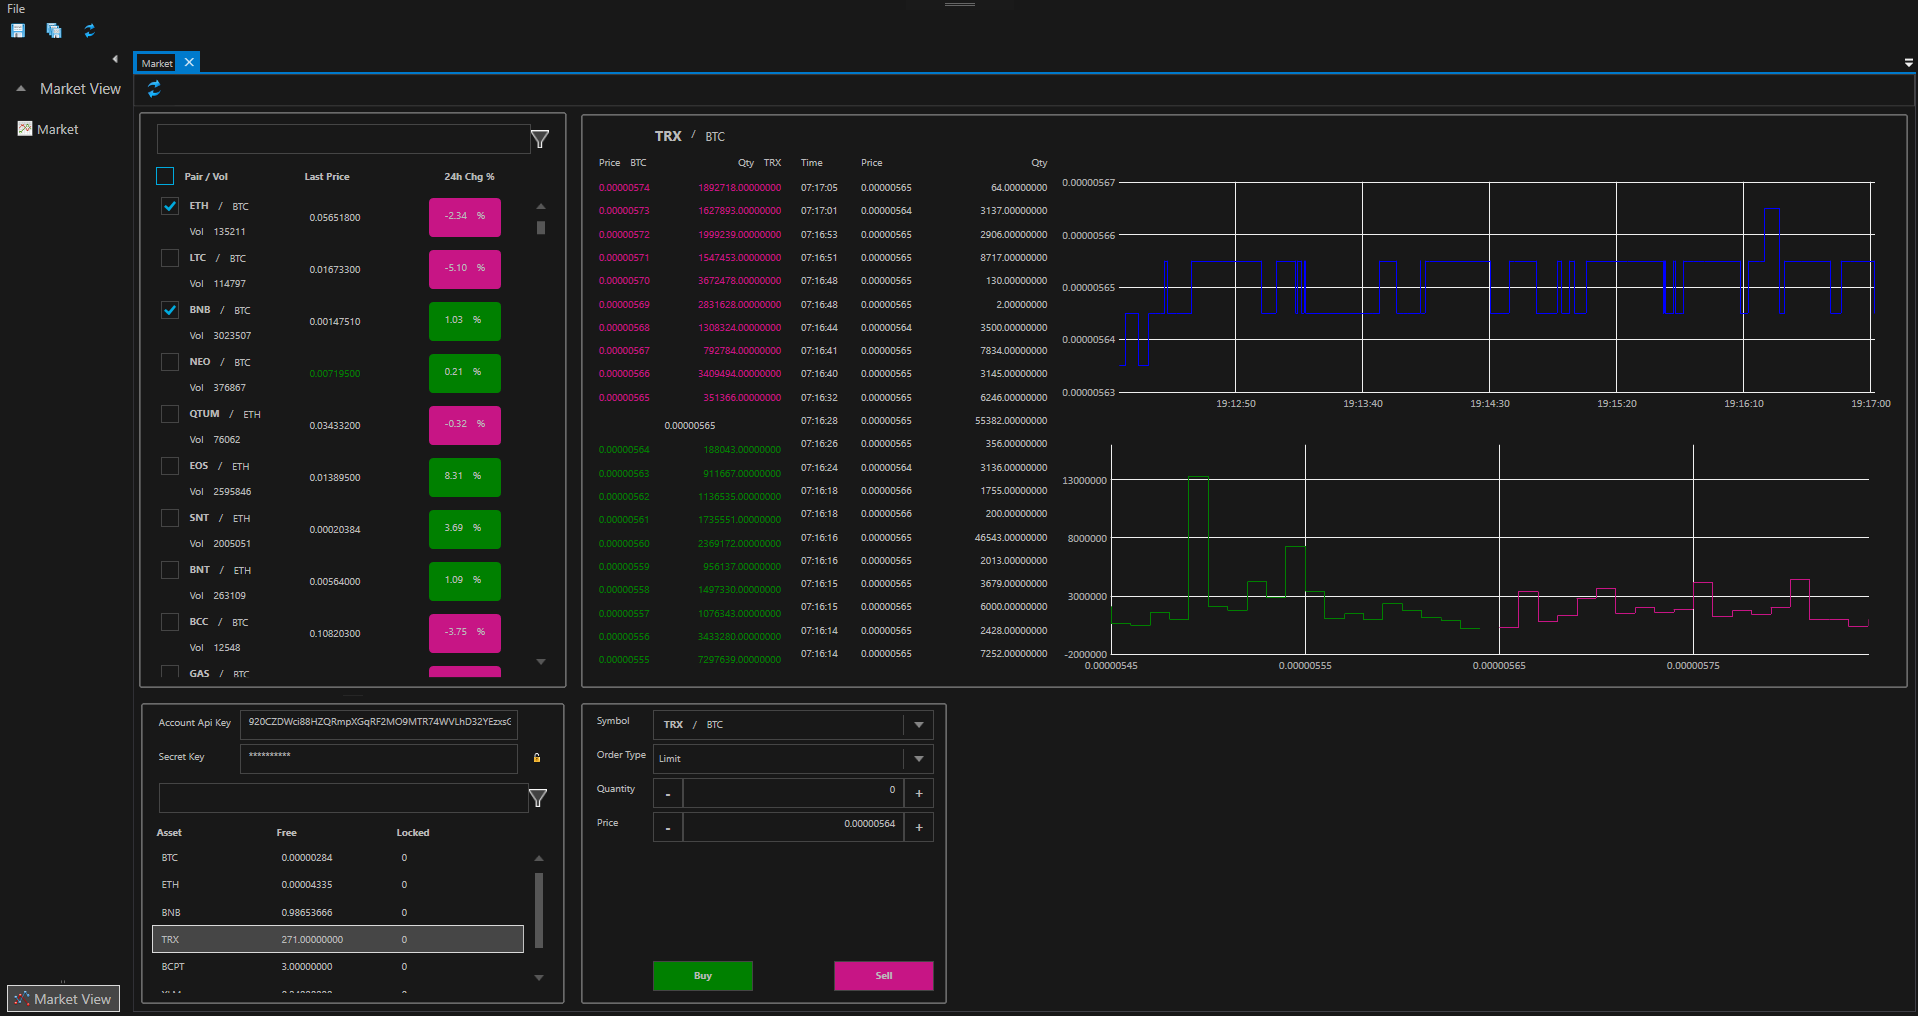 File
Market
Market View
Market
Pair / Vol Last Price 24h Chg %
ETH / BTC
Vol 135211 0.05651800 -2.34 %
LTC / BTC
Vol 114797 0.01673300 -5.10 %
BNB / BTC
Vol 3023507 0.00147510 1.03 %
NEO / BTC
Vol 376867 0.00719500 0.21 %
QTUM / ETH
Vol 76062 0.03433200 -0.32 %
EOS / ETH
Vol 2595846 0.01389500 8.31 %
SNT / ETH
Vol 2005051 0.00020384 3.69 %
BNT / ETH
Vol 263109 0.00564000 1.09 %
BCC / BTC
Vol 12548 0.10820300 -3.75 %
GAS / BTC
TRX / BTC
Price BTC Qty TRX
0.00000574 1892718.00000000
0.00000573 1627893.00000000
0.00000572 1999239.00000000
0.00000571 1547453.00000000
0.00000570 3672478.00000000
0.00000569 2831628.00000000
0.00000568 1308324.00000000
0.00000567 792784.00000000
0.00000566 3409494.00000000
0.00000565 351366.00000000
0.00000565
0.00000564 188043.00000000
0.00000563 911667.00000000
0.00000562 1136535.00000000
0.00000561 1735551.00000000
0.00000560 2369172.00000000
0.00000559 956137.00000000
0.00000558 1497330.00000000
0.00000557 1076343.00000000
0.00000556 3433280.00000000
0.00000555 7297639.00000000
Time Price Qty
07:17:05 0.00000565 64.00000000
07:17:01 0.00000564 3137.00000000
07:16:53 0.00000565 2906.00000000
07:16:51 0.00000565 8717.00000000
07:16:48 0.00000565 130.00000000
07:16:48 0.00000565 2.00000000
07:16:44 0.00000564 3500.00000000
07:16:41 0.00000565 7834.00000000
07:16:40 0.00000565 3145.00000000
07:16:32 0.00000565 6246.00000000
07:16:28 0.00000565 55382.00000000
07:16:26 0.00000565 356.00000000
07:16:24 0.00000564 3136.00000000
07:16:18 0.00000566 1755.00000000
07:16:18 0.00000566 200.00000000
07:16:16 0.00000565 46543.00000000
07:16:16 0.00000565 2013.00000000
07:16:15 0.00000565 3679.00000000
07:16:15 0.00000565 6000.00000000
07:16:14 0.00000565 2428.00000000
07:16:14 0.00000565 7252.00000000
0.00000567
0.00000566
0.00000565
0.00000564
0.00000563
19:12:50 19:13:40 19:14:30 19:15:20 19:16:10 19:17:00
13000000
8000000
3000000
-2000000
0.00000545 0.00000555 0.00000565 0.00000575
Account Api Key 920CZDWci88HZQRmpXGqRF2MO9MTR74WVLhD32YEzxsG
Secret Key **********
Asset Free Locked
BTC 0.00000284 0
ETH 0.00004335 0
BNB 0.98653666 0
TRX 271.00000000 0
BCPT 3.00000000 0
Symbol TRX / BTC
Order Type Limit
Quantity - 0 +
Price - 0.00000564 +
Buy Sell
Market View